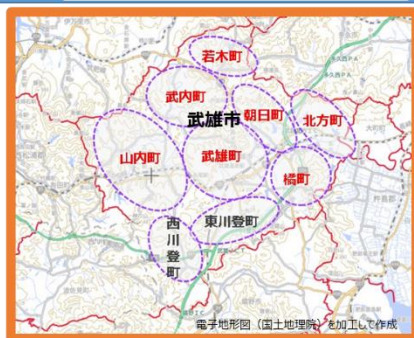 若木町
武内町
朝日町
北方町
武雄市
山内町
武雄町
橘町
西川登町
東川登町
電子地形図（国土地理院）を加工して作成